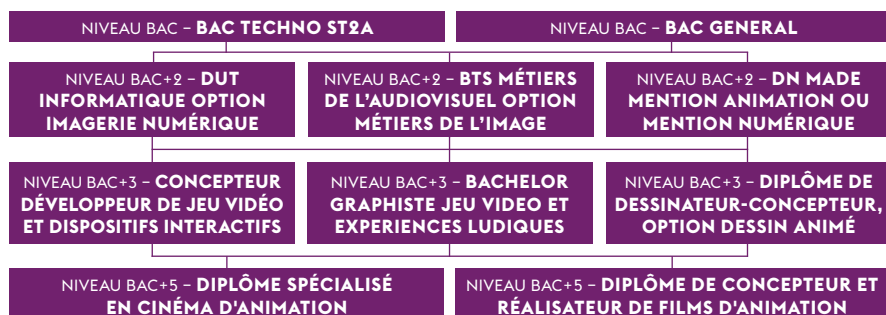 NIVEAU BAC – BAC TECHNO ST2A
NIVEAU BAC – BAC GENERAL
NIVEAU BAC+2 – DUT
INFORMATIQUE OPTION
IMAGERIE NUMÉRIQUE
NIVEAU BAC+2 – BTS MÉTIERS
DE L'AUDIOVISUEL OPTION
MÉTIERS DE L'IMAGE
NIVEAU BAC+2 – DN MADE
MENTION ANIMATION OU
MENTION NUMÉRIQUE
NIVEAU BAC+3 – CONCEPTEUR
DÉVELOPPEUR DE JEU VIDÉO
ET DISPOSITIFS INTERACTIFS
NIVEAU BAC+3 – BACHELOR
GRAPHISTE JEU VIDEO ET
EXPERIENCES LUDIQUES
NIVEAU BAC+3 – DIPLÔME DE
DESSINATEUR-CONCEPTEUR,
OPTION DESSIN ANIMÉ
NIVEAU BAC+5 – DIPLÔME SPÉCIALISÉ
EN CINÉMA D'ANIMATION
NIVEAU BAC+5 – DIPLÔME DE CONCEPTEUR ET
RÉALISATEUR DE FILMS D'ANIMATION